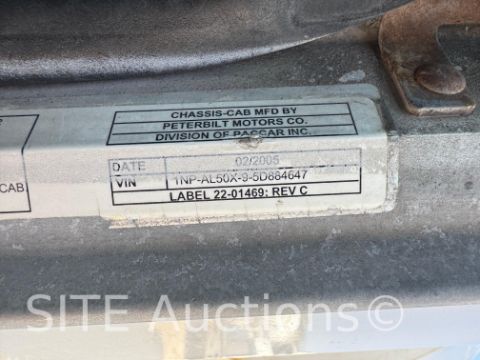 CHASSIS-CAB MFD BY
PETERBILT MOTORS CO.
DIVISION OF PACCAR INC.
DATE 02/2005
VIN 1NP-AL50X-9-5D884647
CAB
LABEL 22-01469: REV C
SITE Auctions©